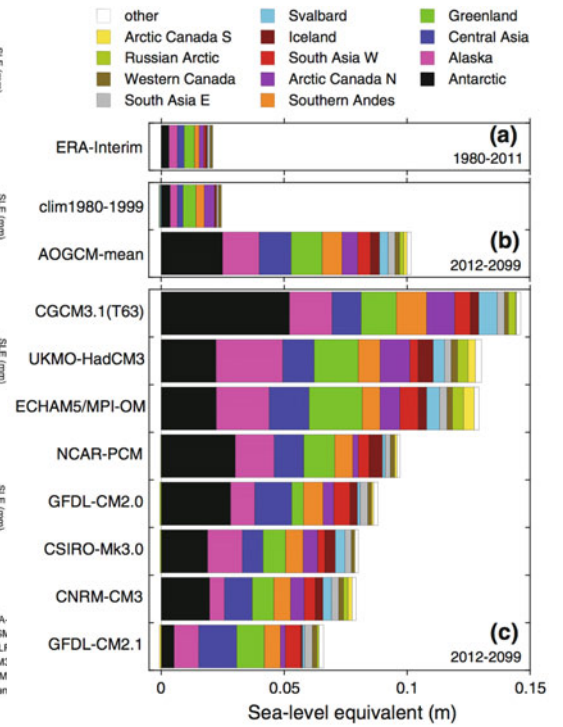 other
Svalbard
Greenland
Arctic Canada S
Iceland
Central Asia
Russian Arctic
South Asia W
Alaska
Western Canada
Arctic Canada N
Antarctic
South Asia E
Southern Andes
ERA-Interim
(a)
1980-2011
clim1980-1999
AOGCM-mean
(b)
2012-2099
CGCM3.1(T63)
UKMO-HadCM3
ECHAM5/MPI-OM
NCAR-PCM
GFDL-CM2.0
CSIRO-Mk3.0
CNRM-CM3
GFDL-CM2.1
(c)
2012-2099
0
0.05
0.1
0.15
Sea-level equivalent (m)